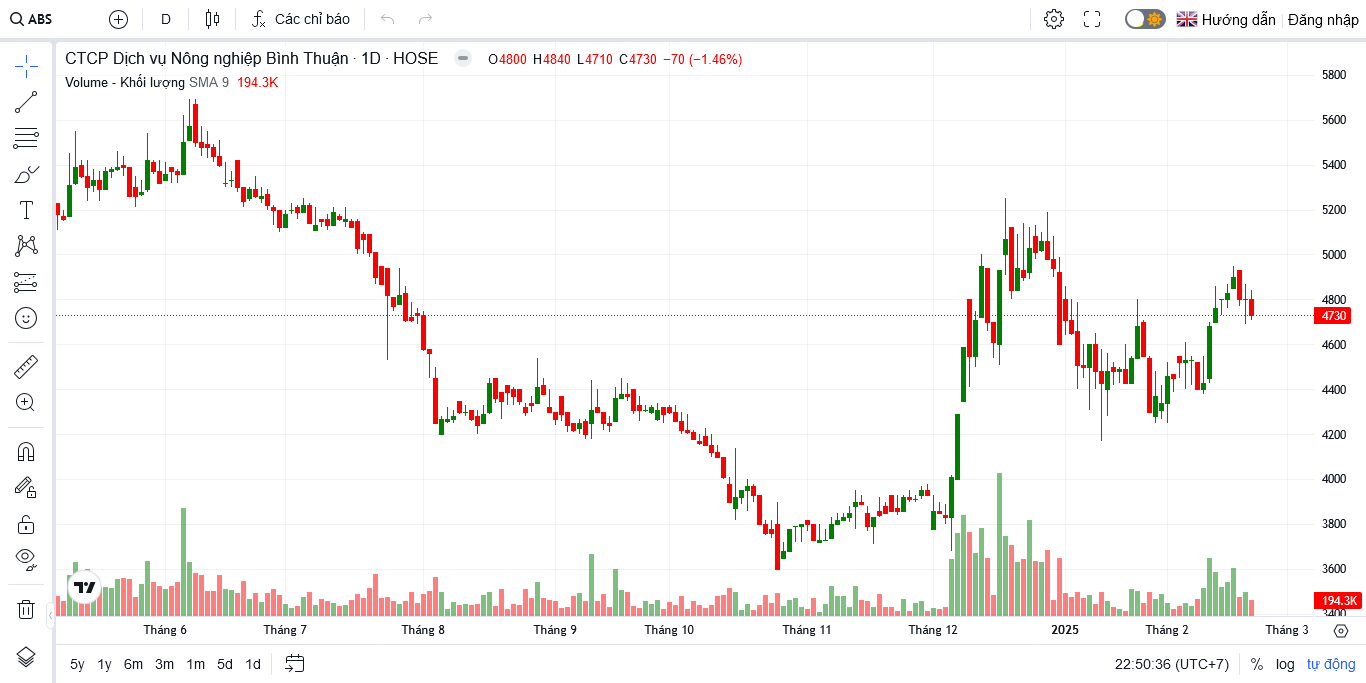 ABS D Các chỉ báo Hướng dẫn Đăng nhập
CTCP Dịch vụ Nông nghiệp Bình Thuận · 1D · HOSE O4800 H4840 L4710 C4730 −70 (−1.46%)
Volume - Khối lượng SMA 9 194.3K
5800
5600
5400
5200
5000
4800
4730
4600
4400
4200
4000
3800
3600
194.3K
3400
Tháng 6 Tháng 7 Tháng 8 Tháng 9 Tháng 10 Tháng 11 Tháng 12 2025 Tháng 2 Tháng 3
5y 1y 6m 3m 1m 5d 1d 22:50:36 (UTC+7) % log tự động